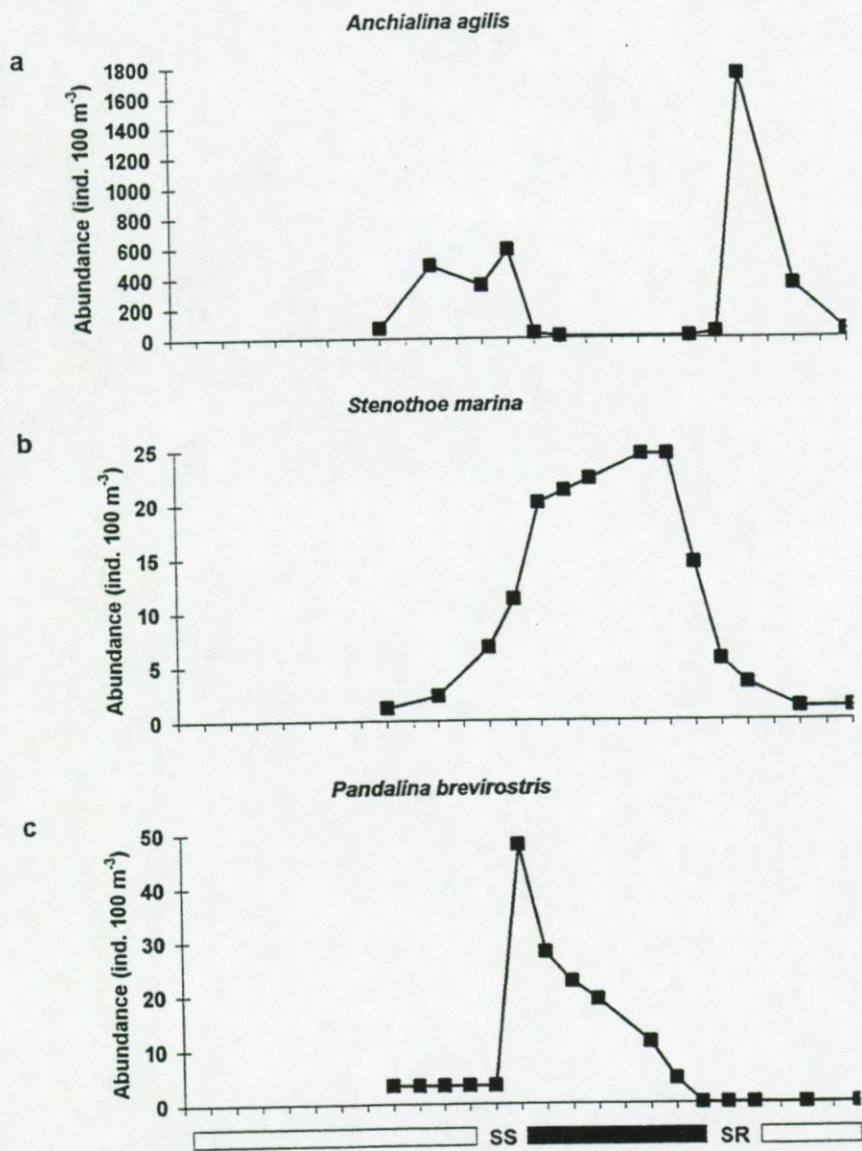 Anchialina agilis
a
Abundance (ind. 100 m-3)
1800
1600
1400
1200
1000
800
600
400
200
0
Stenothoe marina
b
Abundance (ind. 100 m-3)
25
20
15
10
5
0
Pandalina brevirostris
c
Abundance (ind. 100 m-3)
50
40
30
20
10
0
SS SR